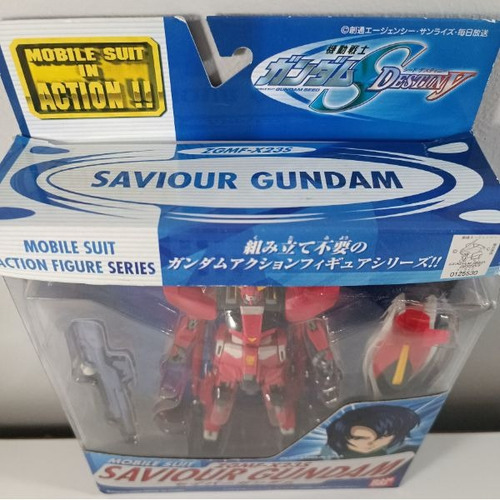 MOBILE SUIT
IN
ACTION!!
©創通エージェンシー・サンライズ・毎日放送
機動戦士
ガンダム
SEED
DESTINY
ZGMF-X23S
SAVIOUR GUNDAM
MOBILE SUIT
ACTION FIGURE SERIES
組み立て不要の
ガンダムアクションフィギュアシリーズ!!
0125530
MOBILE SUIT ZGMF-X23S
SAVIOUR GUNDAM